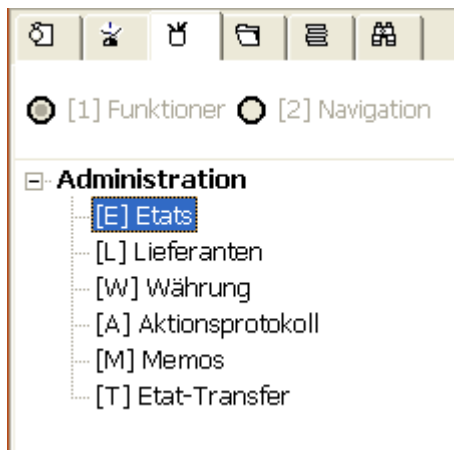 [1] Funktioner [2] Navigation
Administration
[E] Etats
[L] Lieferanten
[W] Währung
[A] Aktionsprotokoll
[M] Memos
[T] Etat-Transfer